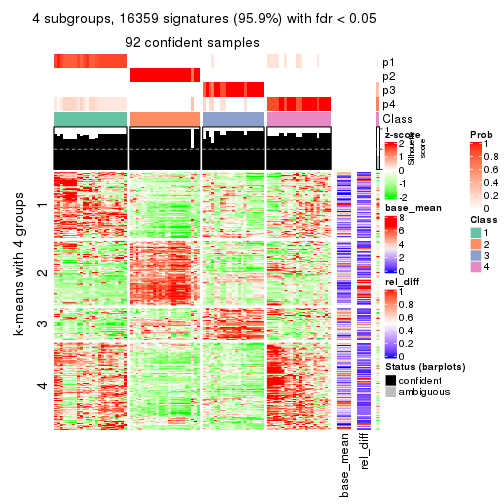 4 subgroups, 16359 signatures (95.9%) with fdr < 0.05
92 confident samples
p1
p2
p3
p4
Class
1
Silhouette
score
k-means with 4 groups
1
2
3
4
base_mean
rel_diff
z-score
2
1
0
-1
-2
base_mean
8
6
4
2
0
rel_diff
1
0.8
0.6
0.4
0.2
0
Status (barplots)
confident
ambiguous
Prob
1
0.8
0.6
0.4
0.2
0
Class
1
2
3
4